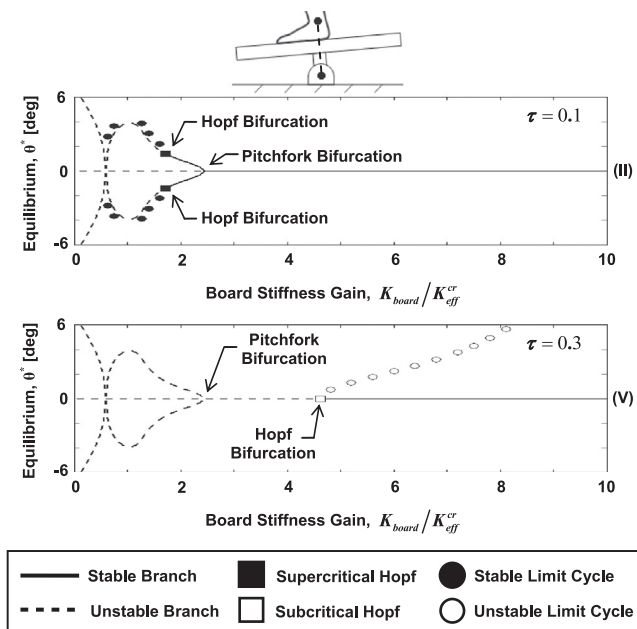 6
Hopf Bifurcation
τ = 0.1
Pitchfork Bifurcation
0
(II)
Hopf Bifurcation
-6
Equilibrium, θ* [deg]
0 2 4 6 8 10
Board Stiffness Gain, K_board/K_eff^cr
6
Pitchfork
Bifurcation
τ = 0.3
0
(V)
Hopf
Bifurcation
-6
Equilibrium, θ* [deg]
0 2 4 6 8 10
Board Stiffness Gain, K_board/K_eff^cr
Stable Branch Supercritical Hopf Stable Limit Cycle
Unstable Branch Subcritical Hopf Unstable Limit Cycle